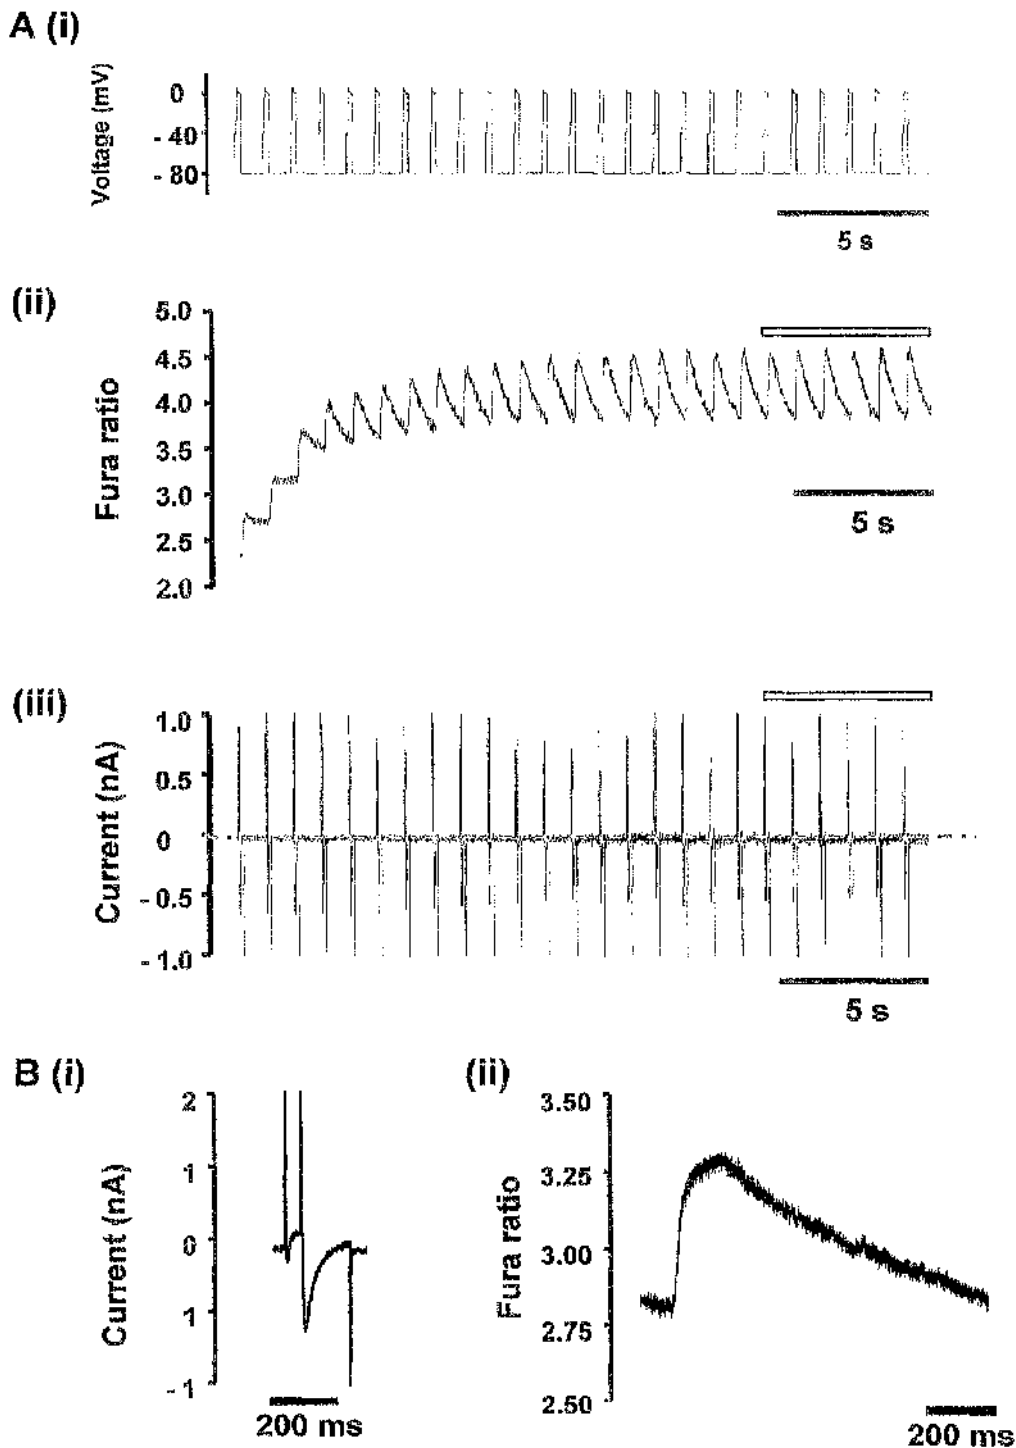 A (i)
Voltage (mV)
0
- 40
- 80
5 s
(ii)
Fura ratio
5.0
4.5
4.0
3.5
3.0
2.5
2.0
5 s
(iii)
Current (nA)
1.0
0.5
0
- 0.5
- 1.0
5 s
B (i)
Current (nA)
2
1
0
1
- 1
200 ms
(ii)
Fura ratio
3.50
3.25
3.00
2.75
2.50
200 ms